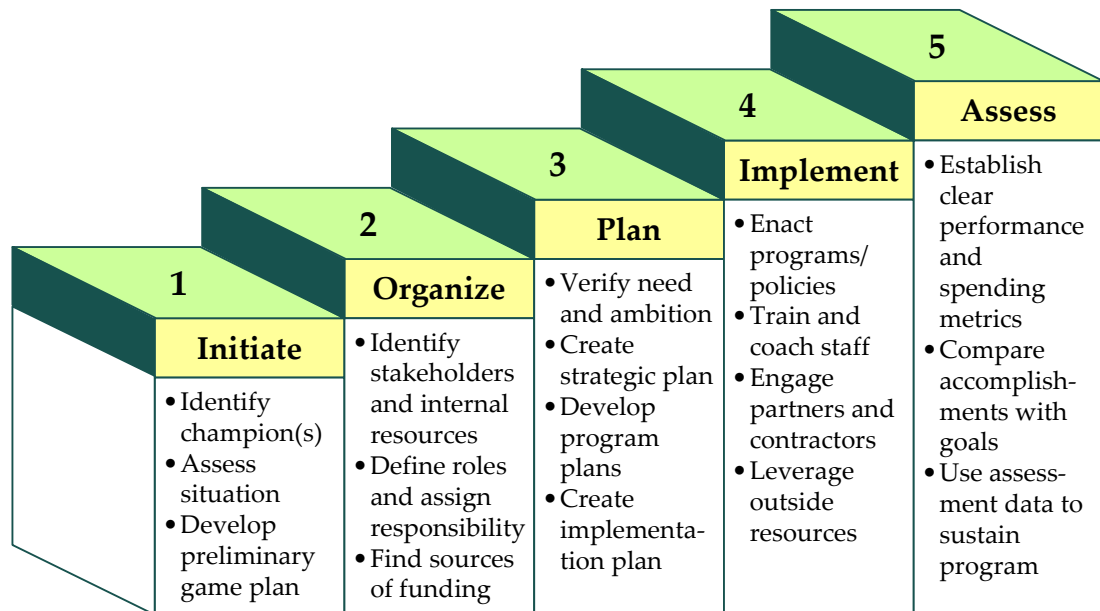 1
Initiate
• Identify
champion(s)
• Assess
situation
• Develop
preliminary
game plan
2
Organize
• Identify
stakeholders
and internal
resources
• Define roles
and assign
responsibility
• Find sources
of funding
3
Plan
• Verify need
and ambition
• Create
strategic plan
• Develop
program
plans
• Create
implementa-
tion plan
4
Implement
• Enact
programs/
policies
• Train and
coach staff
• Engage
partners and
contractors
• Leverage
outside
resources
5
Assess
• Establish
clear
performance
and
spending
metrics
• Compare
accomplish-
ments with
goals
• Use assess-
ment data to
sustain
program